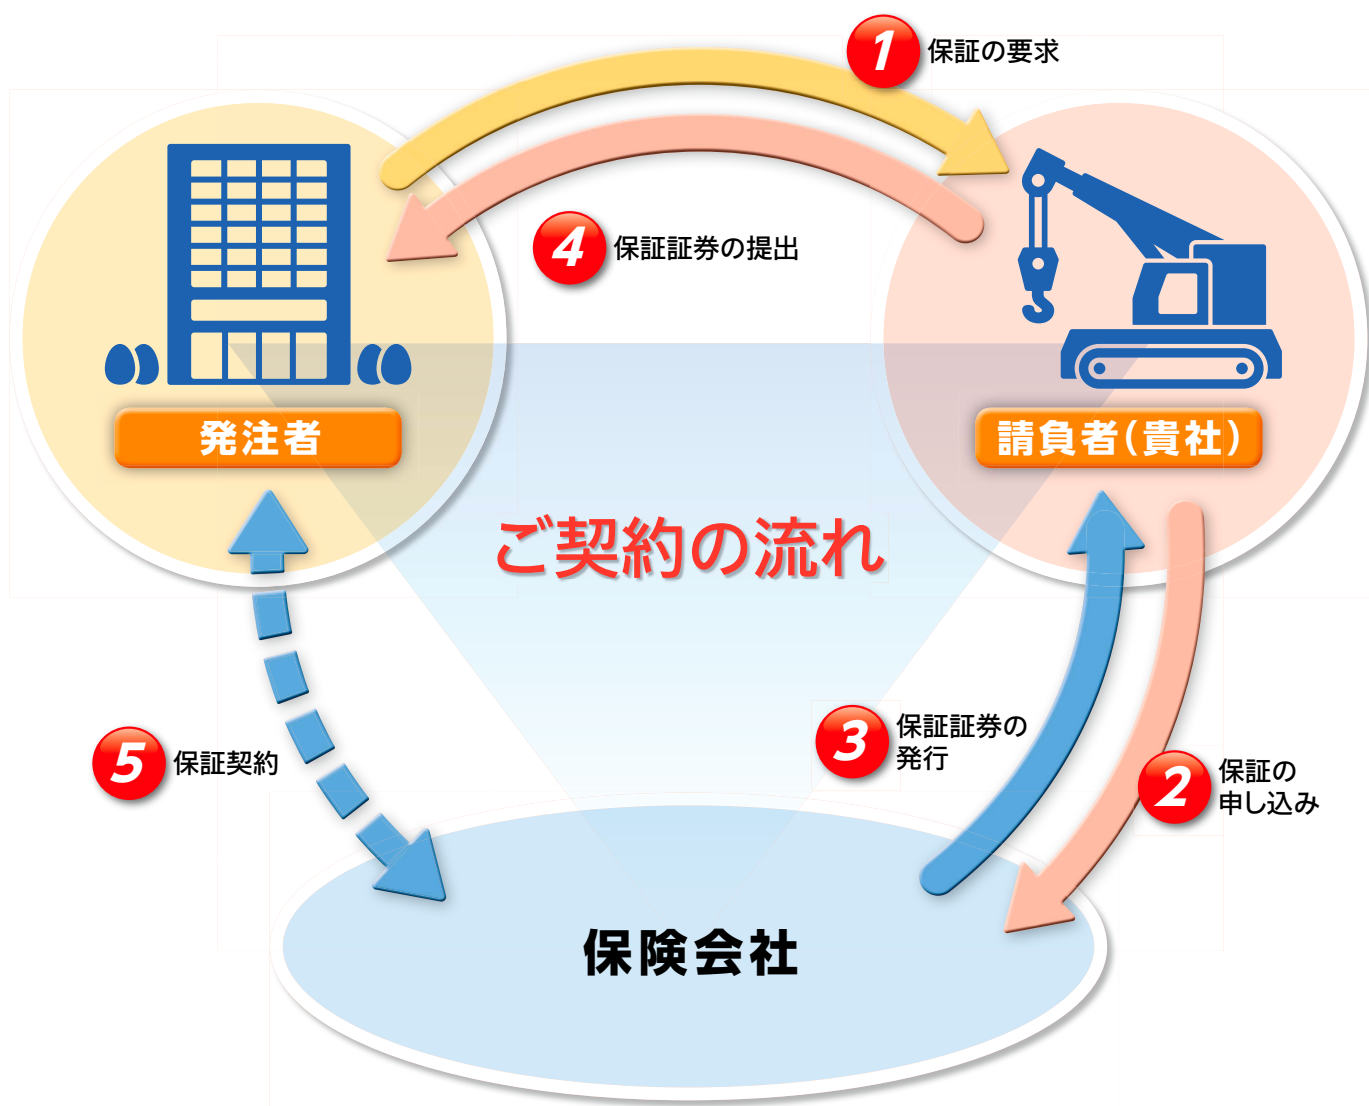 1 保証の要求
4 保証証券の提出
発注者
請負者(貴社)
ご契約の流れ
3 保証証券の
発行
5 保証契約
2 保証の
申し込み
保険会社